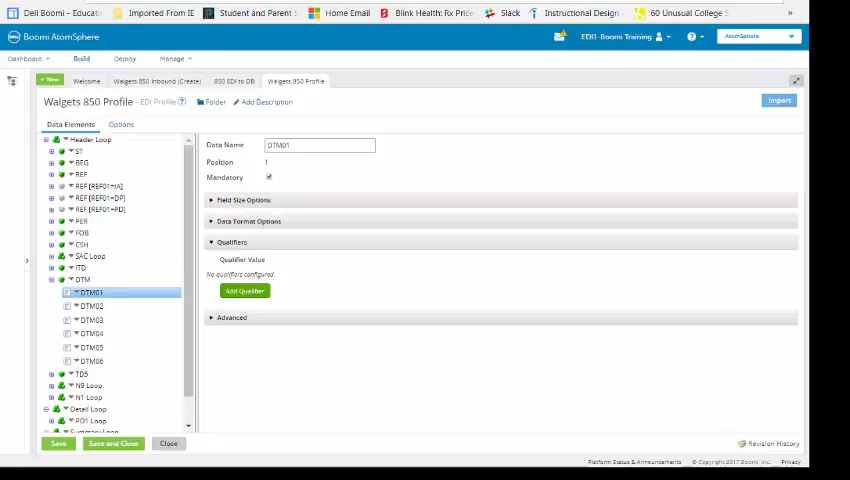 Dell Boomi - Educati
Imported From IE
Student and Parent S
Home Email
Blink Health: Rx Price
Slack
Instructional Design
60 Unusual College S
»
Boomi AtomSphere
EDI1-Boomi Training
AtomSphere
Dashboard
Build
Deploy
Manage
+ New
Welcome
Walgets 850 Inbound (Create)
850 EDI to DB
Walgets 850 Profile
Walgets 850 Profile - EDI Profile
Folder
Add Description
Import
Data Elements
Options
Header Loop
ST
BEG
REF
REF [REF01=IA]
REF [REF01=DP]
REF [REF01=PD]
PER
FOB
CSH
SAC Loop
ITD
DTM
DTM01
DTM02
DTM03
DTM04
DTM05
DTM06
TD5
N9 Loop
N1 Loop
Detail Loop
PO1 Loop
Summary Loop
Data Name
DTM01
Position
1
Mandatory
Field Size Options
Data Format Options
Qualifiers
Qualifier Value
No qualifiers configured.
Add Qualifier
Advanced
Save
Save and Close
Close
Revision History
Platform Status & Announcements
© Copyright 2017 Boomi, Inc.
Privacy